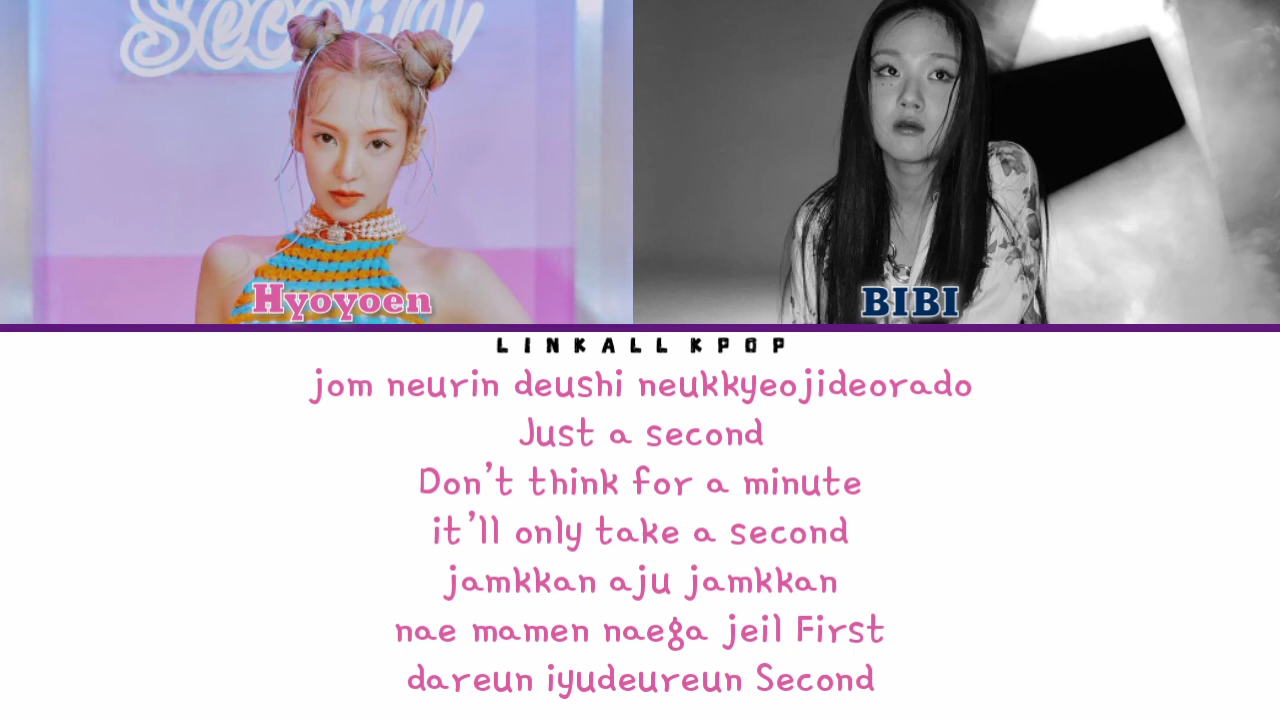 Second
Hyoyoen
BIBI
LINKALL KPOP
jom neurin deushi neukkyeojideorado
Just a second
Don't think for a minute
it'll only take a second
jamkkan aju jamkkan
nae mamen naega jeil First
dareun iyudeureun Second